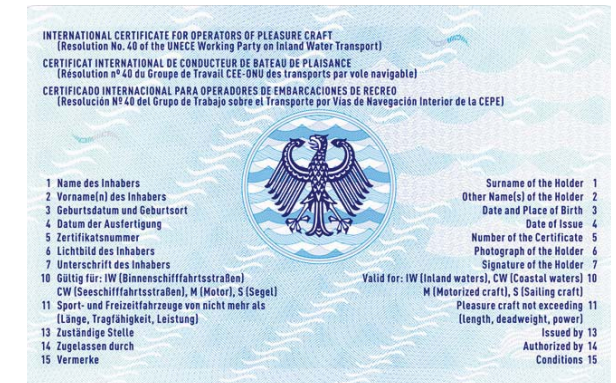 INTERNATIONAL CERTIFICATE FOR OPERATORS OF PLEASURE CRAFT
(Resolution No. 40 of the UNECE Working Party on Inland Water Transport)
CERTIFICAT INTERNATIONAL DE CONDUCTEUR DE BATEAU DE PLAISANCE
(Résolution nº 40 du Groupe de Travail CEE-ONU des transports par vole navigable)
CERTIFICADO INTERNACIONAL PARA OPERADORES DE EMBARCACIONES DE RECREO
(Resolución Nº 40 del Grupo de Trabajo sobre el Transporte por Vías de Navegación Interior de la CEPE)
1 Name des Inhabers
2 Vorname(n) des Inhabers
3 Geburtsdatum und Geburtsort
4 Datum der Ausfertigung
5 Zertifikatsnummer
6 Lichtbild des Inhabers
7 Unterschrift des Inhabers
10 Gültig für: IW (Binnenschifffahrtsstraßen)
CW (Seeschifffahrtsstraßen), M (Motor), S (Segel)
11 Sport- und Freizeitfahrzeuge von nicht mehr als
(Länge, Tragfähigkeit, Leistung)
13 Zuständige Stelle
14 Zugelassen durch
15 Vermerke
Surname of the Holder 1
Other Name(s) of the Holder 2
Date and Place of Birth 3
Date of Issue 4
Number of the Certificate 5
Photograph of the Holder 6
Signature of the Holder 7
Valid for: IW (Inland waters), CW (Coastal waters) 10
M (Motorized craft), S (Sailing craft)
Pleasure craft not exceeding 11
(length, deadweight, power)
Issued by 13
Authorized by 14
Conditions 15